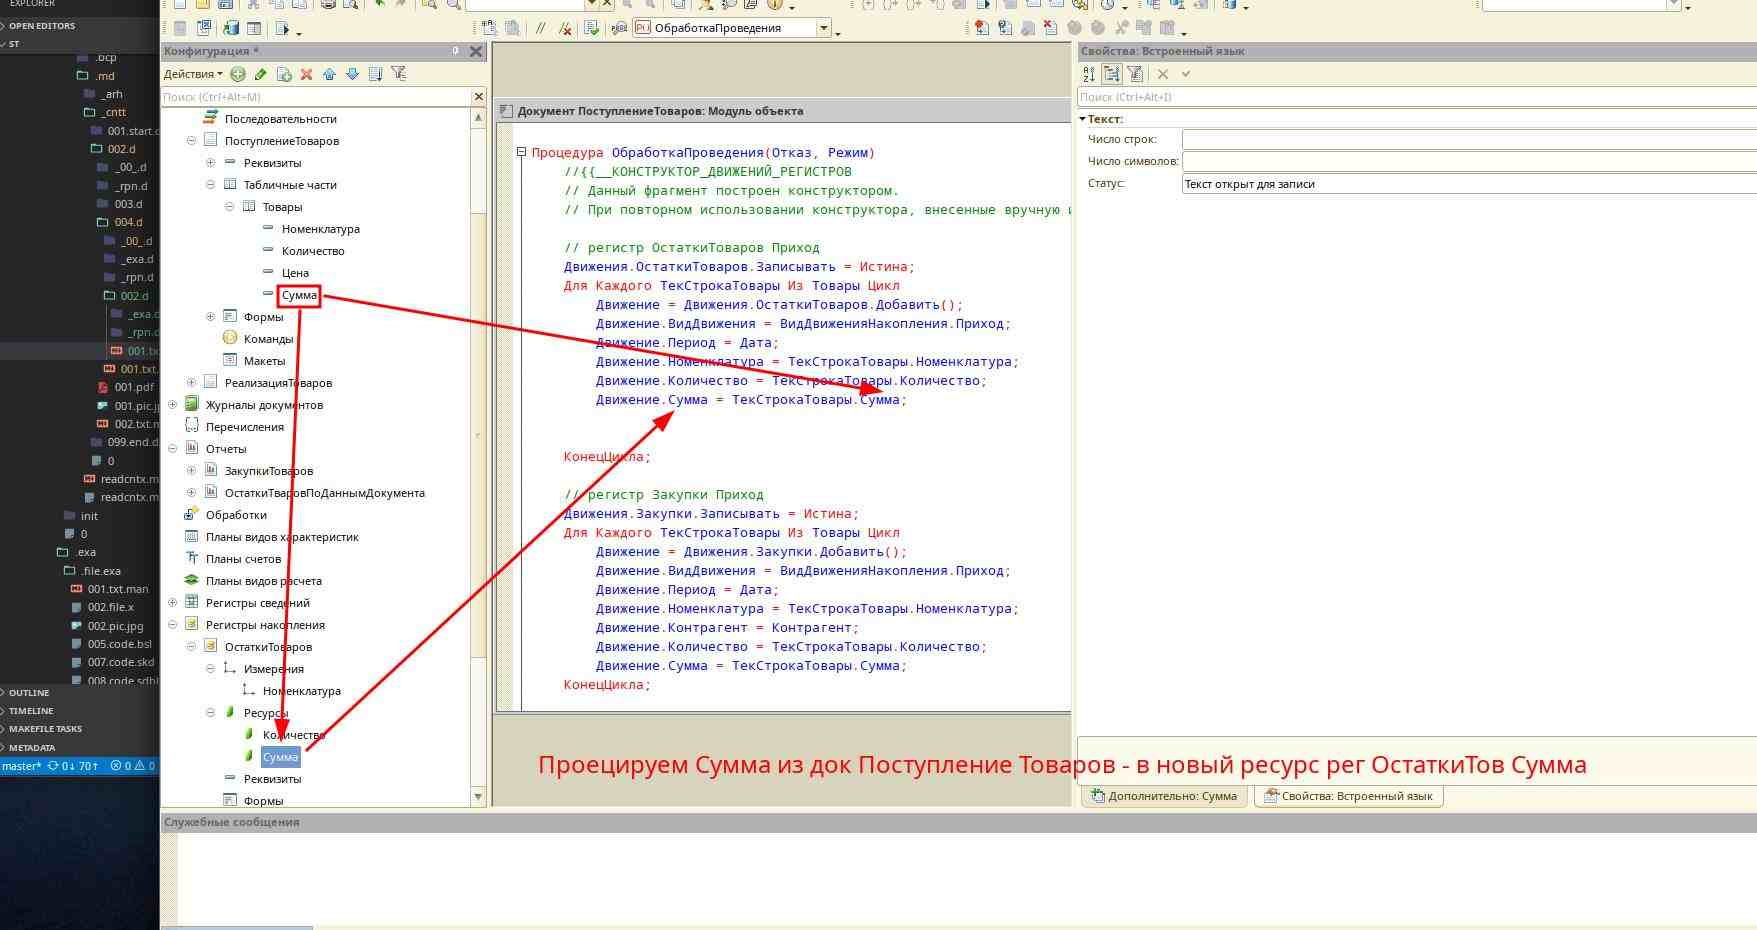 EXPLORER
OPEN EDITORS
ST
.bcp
.md
_arh
_cntt
001.start.c
002.d
_00_.d
_rpn.d
003.d
004.d
_00_.d
_exa.d
_rpn.d
002.d
_exa.d
_rpn.d
001.tx
001.txt.
001.pdf
001.pic.j
002.txt.m
099.end.d
0
readcntx.m
readcntx.m
init
0
.exa
.file.exa
001.txt.man
002.file.x
002.pic.jpg
005.code.bsl
007.code.skd
008.code.sdbl
OUTLINE
TIMELINE
MAKEFILE TASKS
METADATA
master* 0↓ 70↑ 0 0
ОбработкаПроведения
Конфигурация *
Действия
Поиск (Ctrl+Alt+M)
Последовательности
ПоступлениеТоваров
Реквизиты
Табличные части
Товары
Номенклатура
Количество
Цена
Сумма
Формы
Команды
Макеты
РеализацияТоваров
Журналы документов
Перечисления
Отчеты
ЗакупкиТоваров
ОстаткиТваровПоДаннымДокумента
Обработки
Планы видов характеристик
Планы счетов
Планы видов расчета
Регистры сведений
Регистры накопления
ОстаткиТоваров
Измерения
Номенклатура
Ресурсы
Количество
Сумма
Реквизиты
Формы
Документ ПоступлениеТоваров: Модуль объекта
Процедура ОбработкаПроведения(Отказ, Режим)
//{{__КОНСТРУКТОР_ДВИЖЕНИЙ_РЕГИСТРОВ
// Данный фрагмент построен конструктором.
// При повторном использовании конструктора, внесенные вручную и
// регистр ОстаткиТоваров Приход
Движения.ОстаткиТоваров.Записывать = Истина;
Для Каждого ТекСтрокаТовары Из Товары Цикл
Движение = Движения.ОстаткиТоваров.Добавить();
Движение.ВидДвижения = ВидДвиженияНакопления.Приход;
Движение.Период = Дата;
Движение.Номенклатура = ТекСтрокаТовары.Номенклатура;
Движение.Количество = ТекСтрокаТовары.Количество;
Движение.Сумма = ТекСтрокаТовары.Сумма;
КонецЦикла;
// регистр Закупки Приход
Движения.Закупки.Записывать = Истина;
Для Каждого ТекСтрокаТовары Из Товары Цикл
Движение = Движения.Закупки.Добавить();
Движение.ВидДвижения = ВидДвиженияНакопления.Приход;
Движение.Период = Дата;
Движение.Номенклатура = ТекСтрокаТовары.Номенклатура;
Движение.Контрагент = Контрагент;
Движение.Количество = ТекСтрокаТовары.Количество;
Движение.Сумма = ТекСтрокаТовары.Сумма;
КонецЦикла;
Свойства: Встроенный язык
Поиск (Ctrl+Alt+I)
Текст:
Число строк:
Число символов:
Статус: Текст открыт для записи
Проецируем Сумма из док Поступление Товаров - в новый ресурс рег ОстаткиТов Сумма
Дополнительно: Сумма
Свойства: Встроенный язык
Служебные сообщения